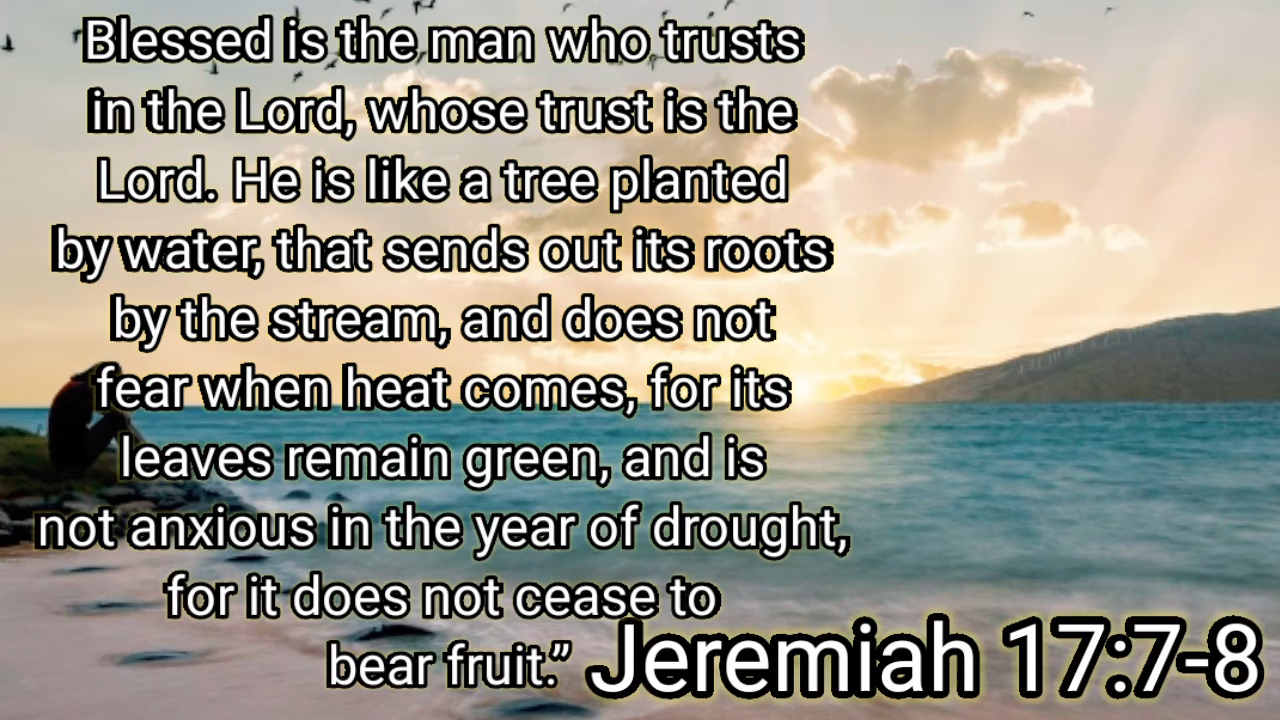 Blessed is the man who trusts
in the Lord, whose trust is the
Lord. He is like a tree planted
by water, that sends out its roots
by the stream, and does not
fear when heat comes, for its
leaves remain green, and is
not anxious in the year of drought,
for it does not cease to
bear fruit.”
Jeremiah 17:7-8